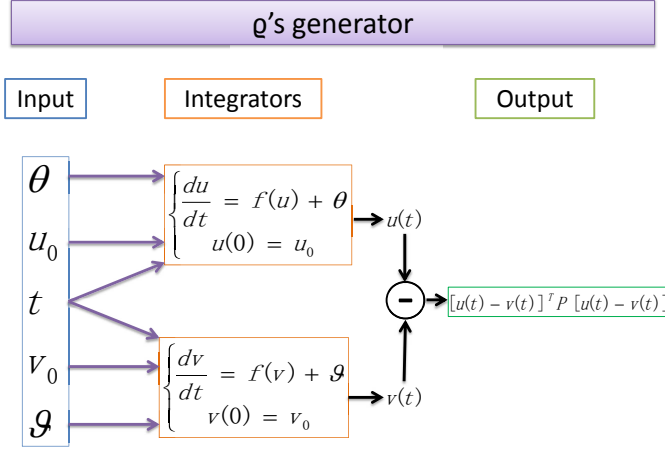 ϱ's generator
Input Integrators Output
θ
u₀
t
v₀
ϑ
du/dt = f(u) + θ
u(0) = u₀
u(t)
−
[u(t) − v(t)]ᵀ P [u(t) − v(t)]
dv/dt = f(v) + ϑ
v(0) = v₀
v(t)